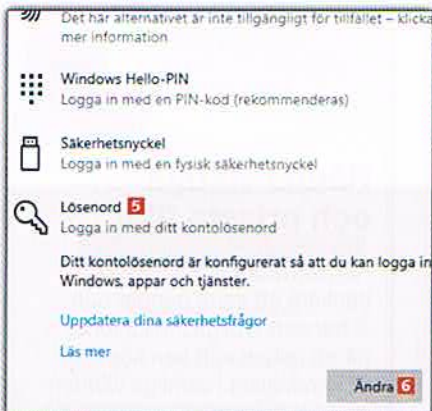 Det här alternativet är inte tillgängligt för tillfället – klicka
mer information
Windows Hello-PIN
Logga in med en PIN-kod (rekommenderas)
Säkerhetsnyckel
Logga in med en fysisk säkerhetsnyckel
Lösenord 5
Logga in med ditt kontolösenord
Ditt kontolösenord är konfigurerat så att du kan logga in
Windows, appar och tjänster.
Uppdatera dina säkerhetsfrågor
Läs mer
Ändra 6